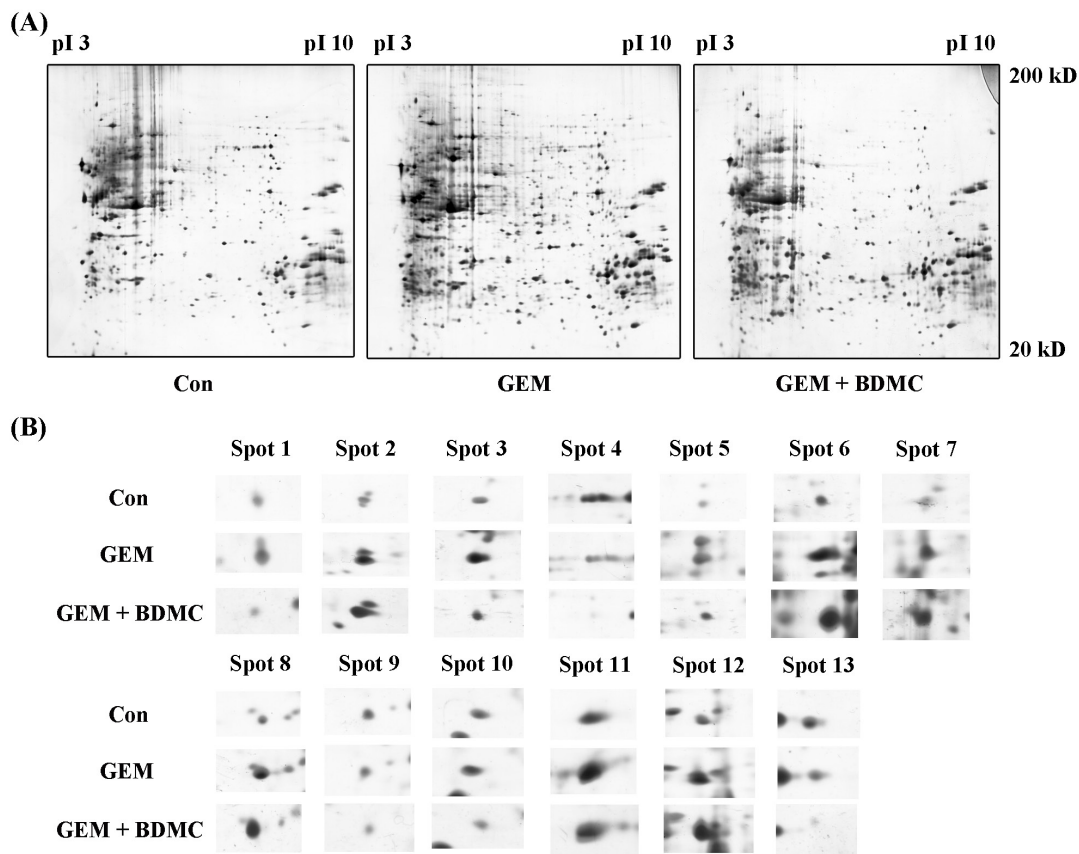 (A)
pI 3 pI 10 pI 3 pI 10 pI 3 pI 10
200 kD
20 kD
Con GEM GEM + BDMC
(B)
Spot 1 Spot 2 Spot 3 Spot 4 Spot 5 Spot 6 Spot 7
Con
GEM
GEM + BDMC
Spot 8 Spot 9 Spot 10 Spot 11 Spot 12 Spot 13
Con
GEM
GEM + BDMC